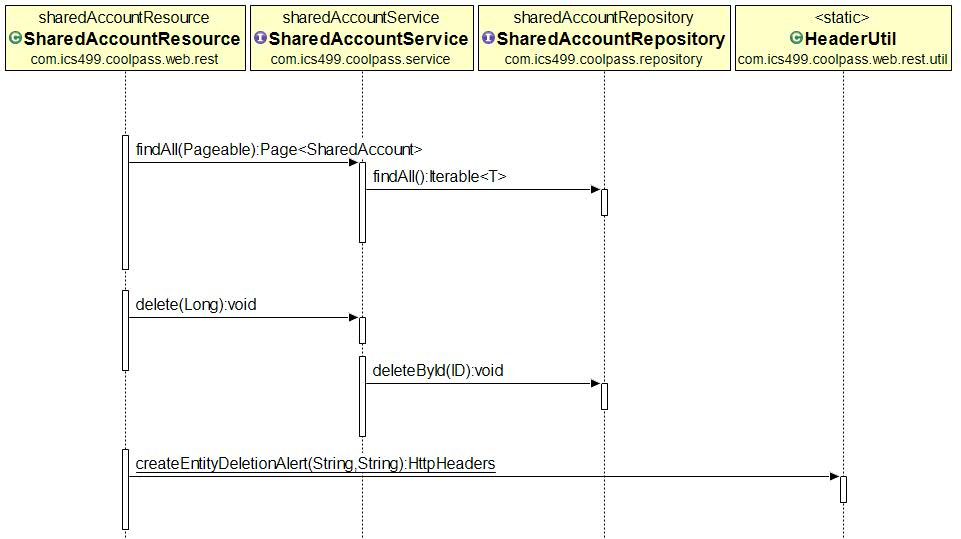 sharedAccountResource
SharedAccountResource
com.ics499.coolpass.web.rest
sharedAccountService
SharedAccountService
com.ics499.coolpass.service
sharedAccountRepository
SharedAccountRepository
com.ics499.coolpass.repository
<static>
HeaderUtil
com.ics499.coolpass.web.rest.util
findAll(Pageable):Page<SharedAccount>
findAll():Iterable<T>
delete(Long):void
deleteById(ID):void
createEntityDeletionAlert(String,String):HttpHeaders